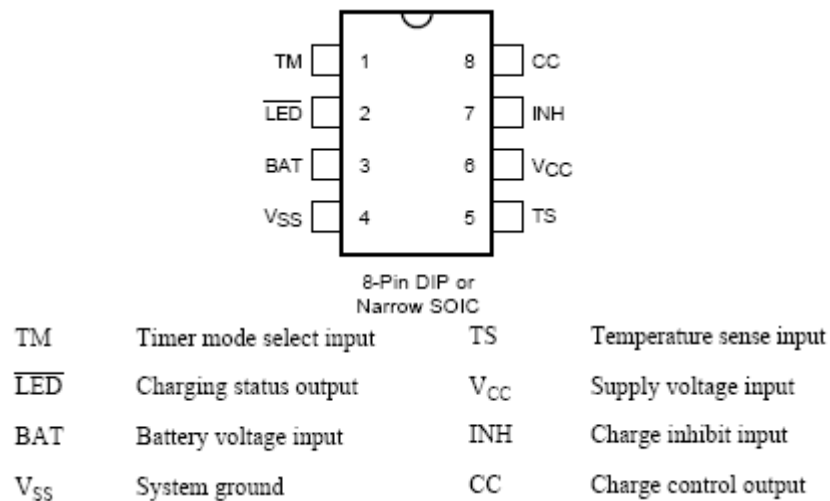 TM 1 8 CC
LED 2 7 INH
BAT 3 6 VCC
VSS 4 5 TS
8-Pin DIP or
Narrow SOIC
TM Timer mode select input TS Temperature sense input
LED Charging status output VCC Supply voltage input
BAT Battery voltage input INH Charge inhibit input
VSS System ground CC Charge control output